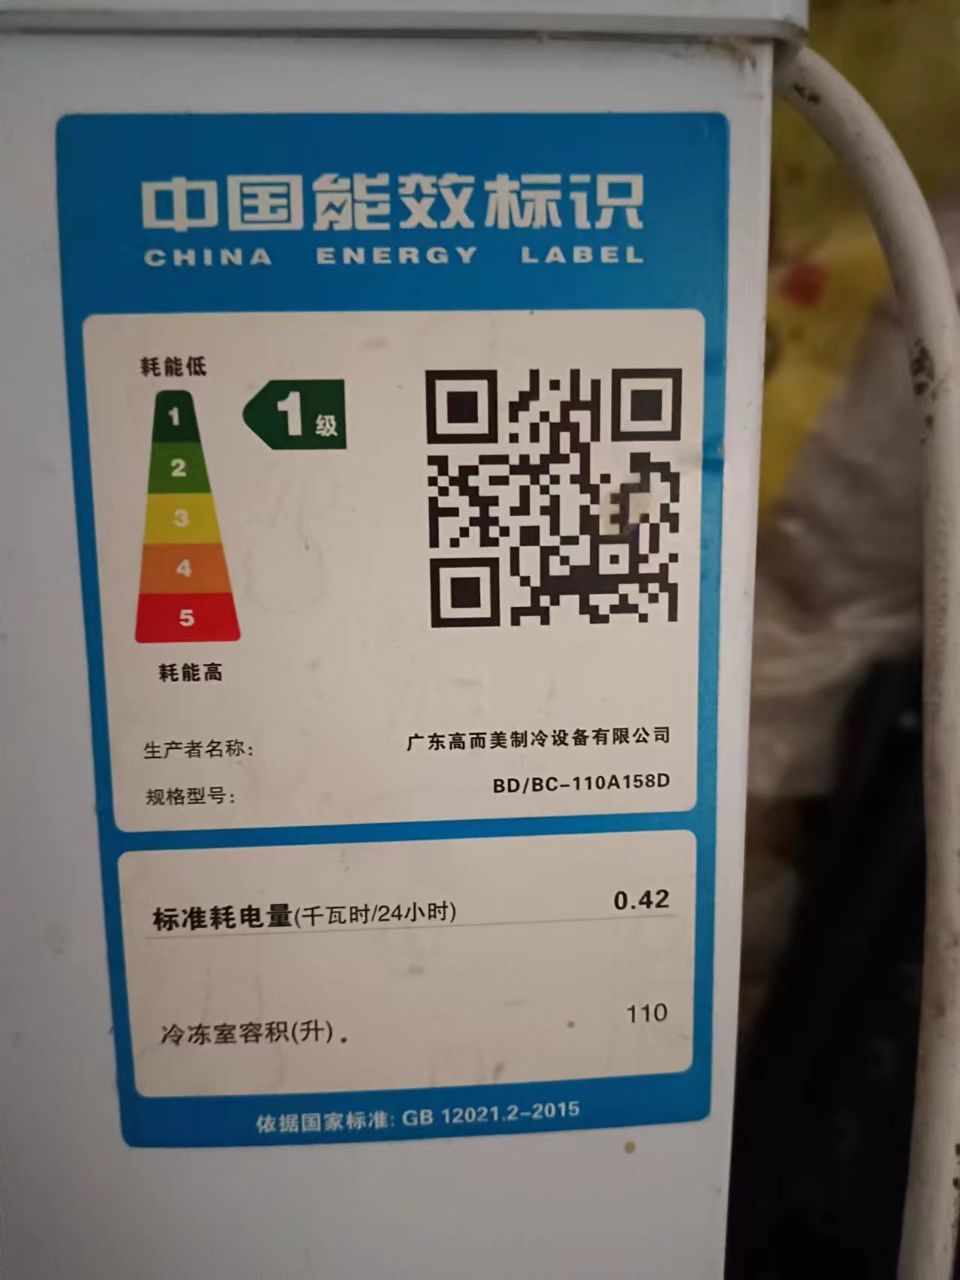 中国能效标识
CHINA ENERGY LABEL
耗能低
1
1级
2
3
4
5
耗能高
生产者名称: 广东高而美制冷设备有限公司
规格型号: BD/BC-110A158D
标准耗电量(千瓦时/24小时) 0.42
冷冻室容积(升). 110
依据国家标准: GB 12021.2-2015